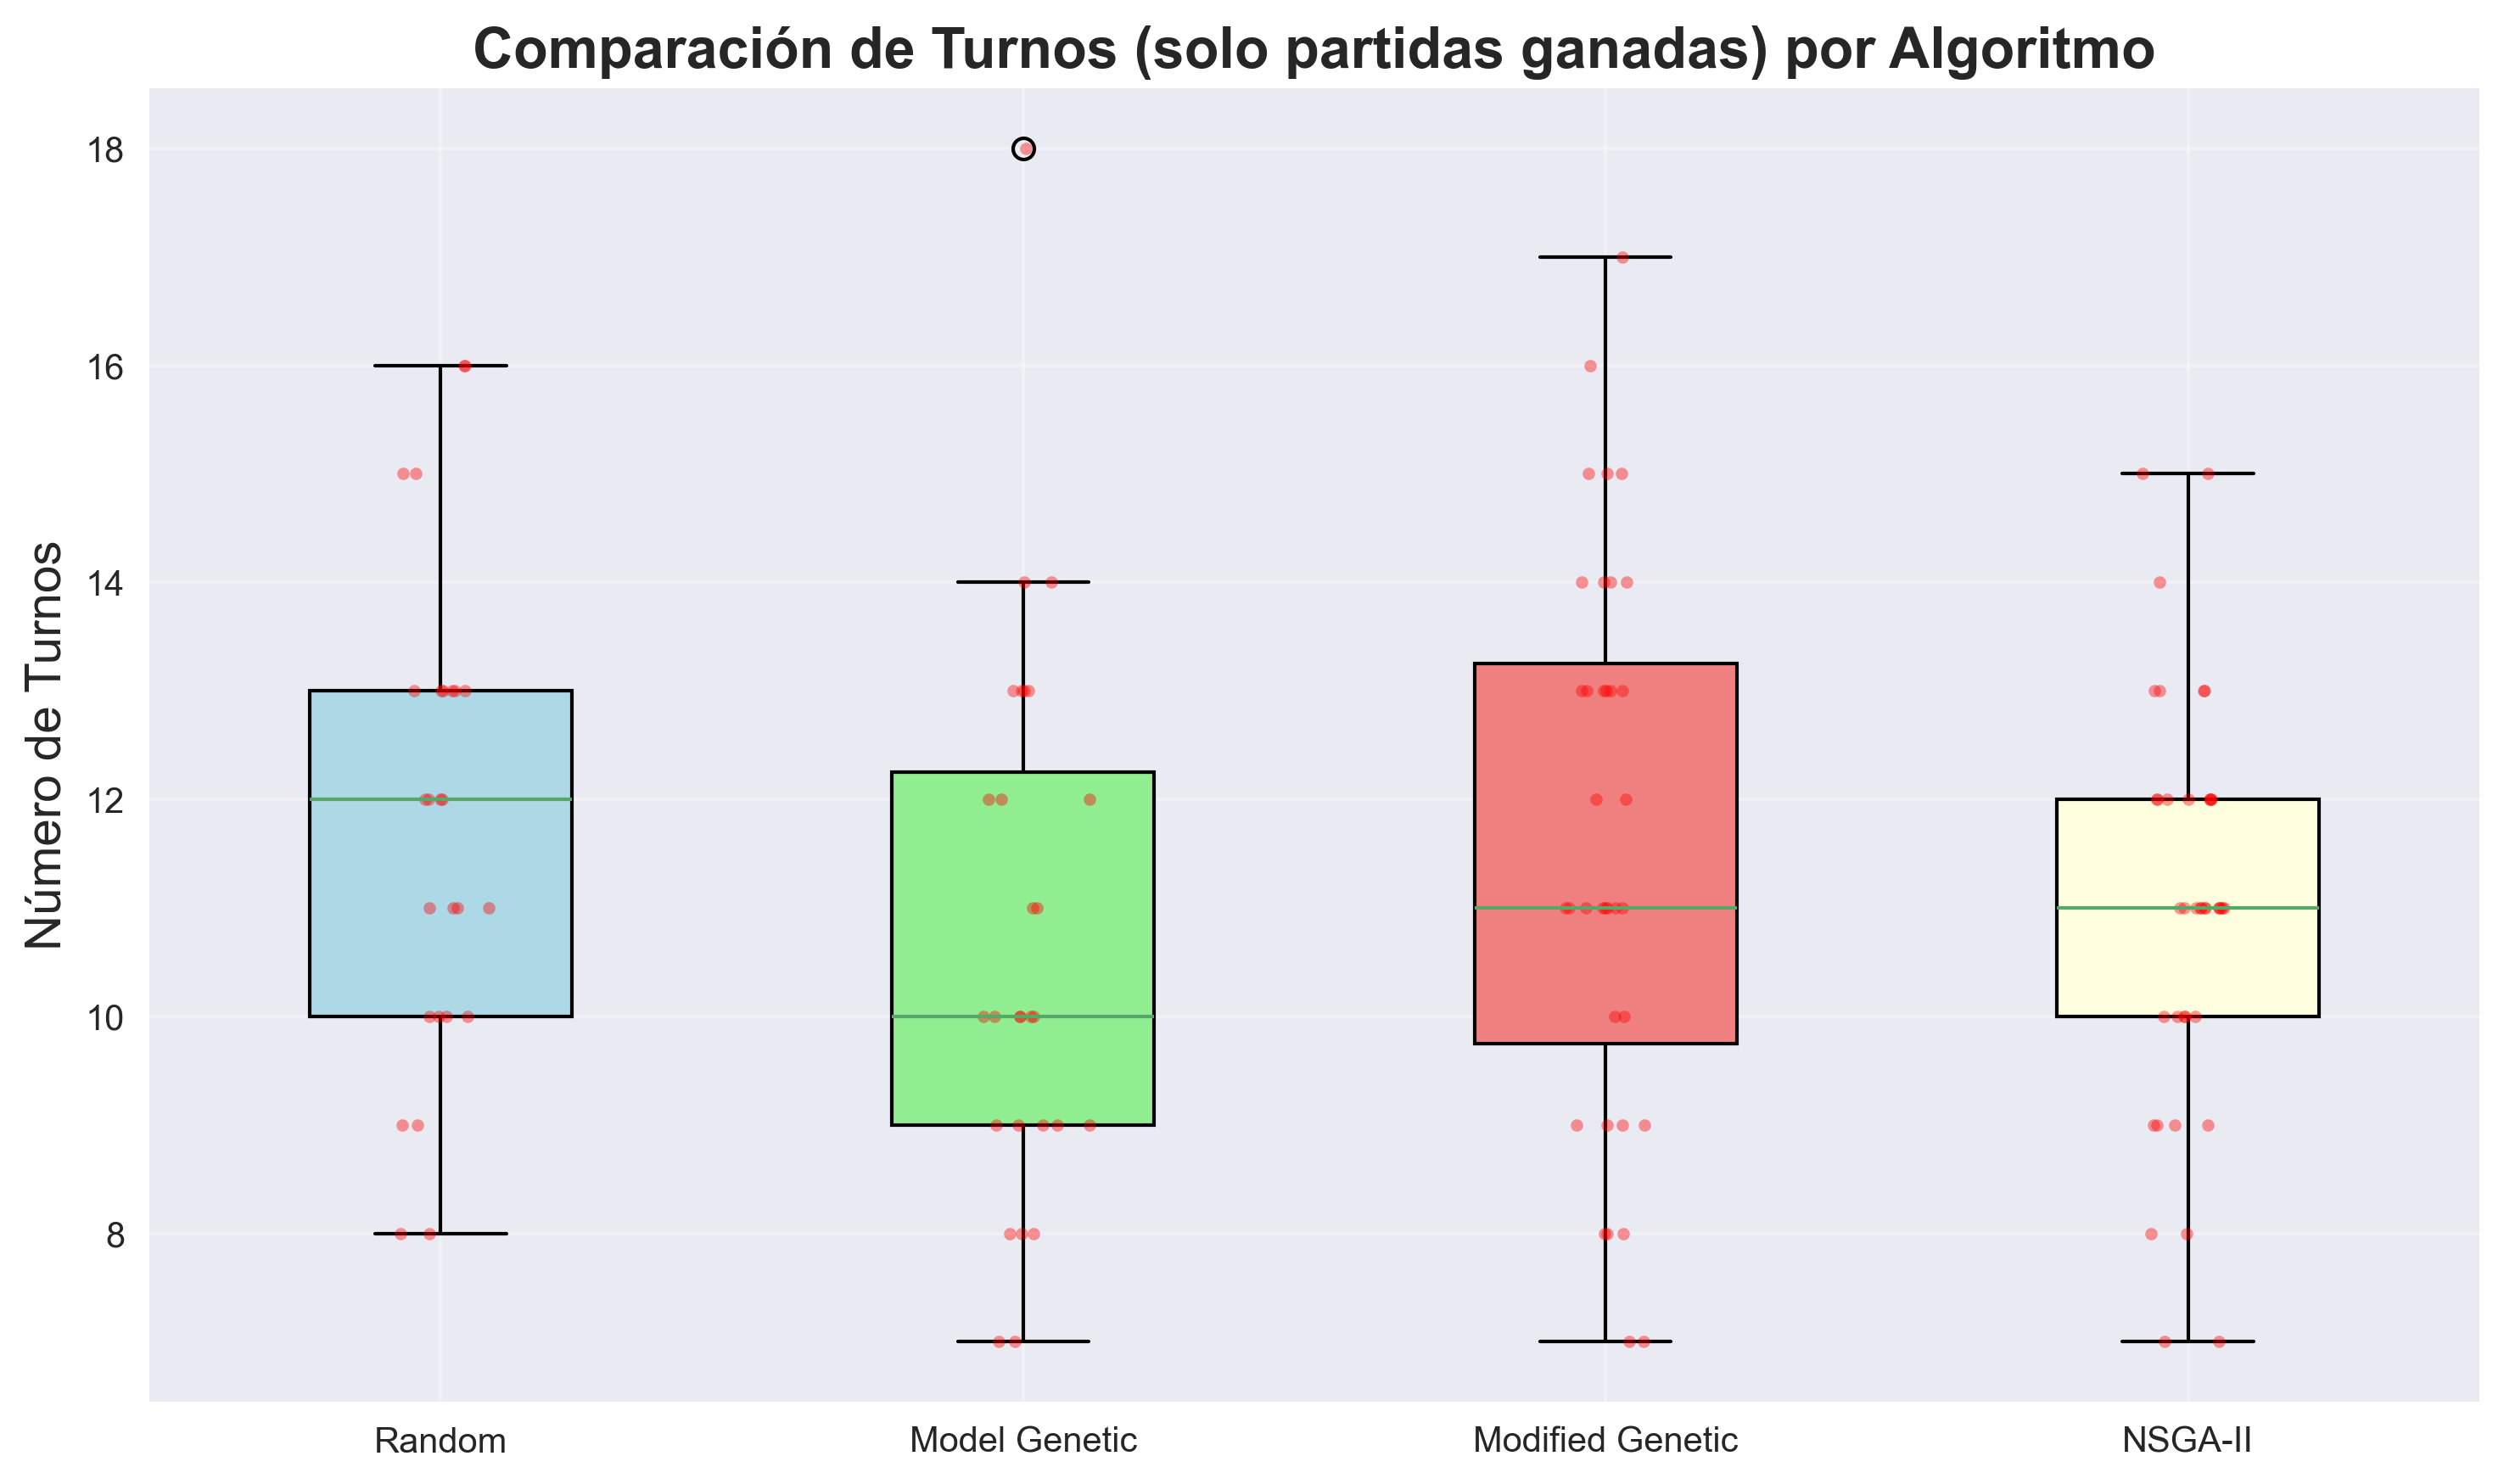 Comparación de Turnos (solo partidas ganadas) por Algoritmo
Número de Turnos
18
16
14
12
10
8
Random
Model Genetic
Modified Genetic
NSGA-II